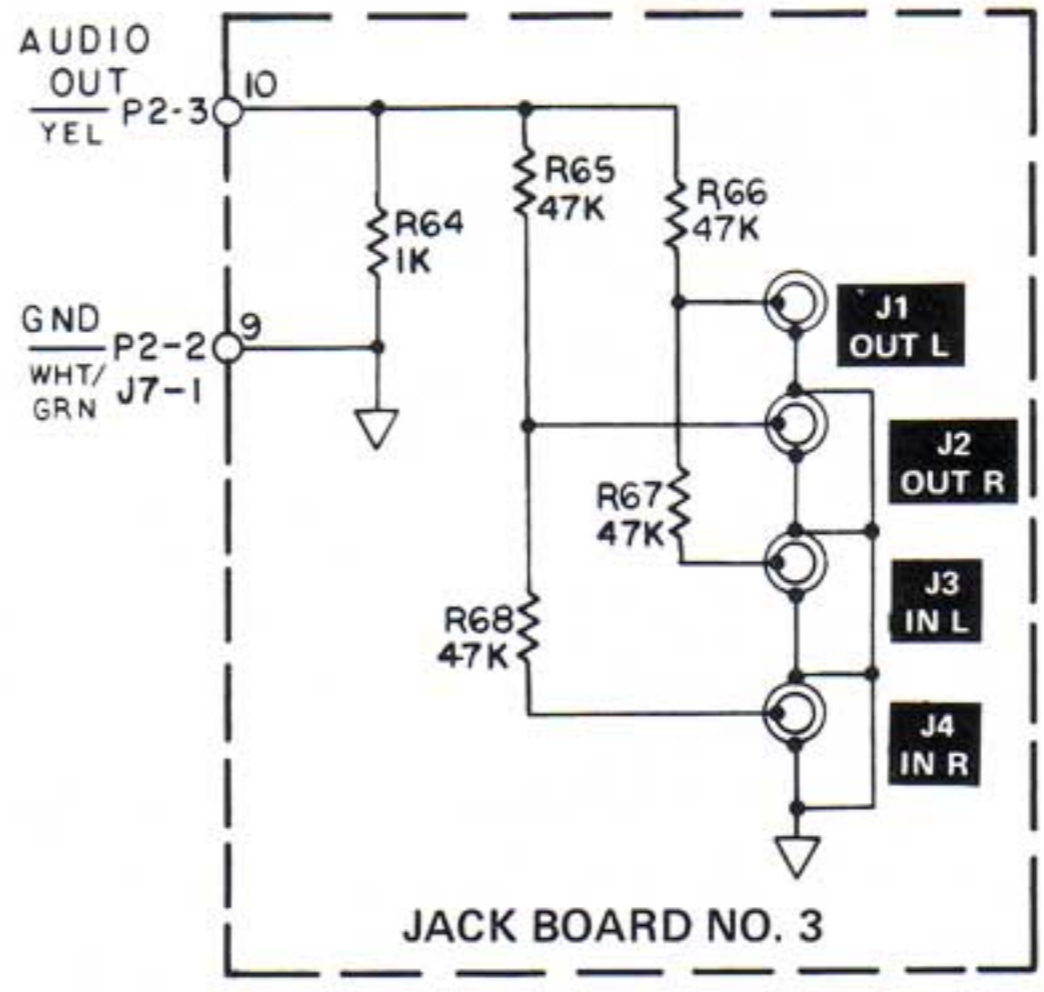 AUDIO
OUT
YEL
P2-3
10
R64
1K
R65
47K
R66
47K
GND
WHT/
GRN
P2-2
J7-1
9
J1
OUT L
J2
OUT R
R67
47K
J3
IN L
R68
47K
J4
IN R
JACK BOARD NO. 3